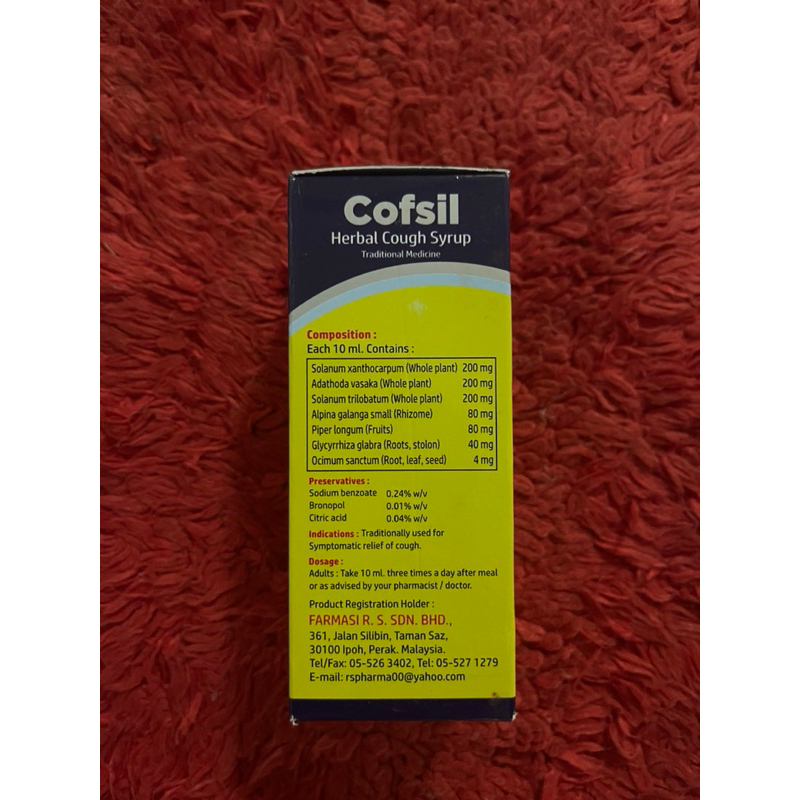 Cofsil
Herbal Cough Syrup
Traditional Medicine
Composition :
Each 10 ml. Contains :
Solanum xanthocarpum (Whole plant) 200 mg
Adathoda vasaka (Whole plant) 200 mg
Solanum trilobatum (Whole plant) 200 mg
Alpina galanga small (Rhizome) 80 mg
Piper longum (Fruits) 80 mg
Glycyrrhiza glabra (Roots, stolon) 40 mg
Ocimum sanctum (Root, leaf, seed) 4 mg
Preservatives :
Sodium benzoate 0.24% w/v
Bronopol 0.01% w/v
Citric acid 0.04% w/v
Indications : Traditionally used for
Symptomatic relief of cough.
Dosage :
Adults : Take 10 ml. three times a day after meal
or as advised by your pharmacist / doctor.
Product Registration Holder :
FARMASI R. S. SDN. BHD.,
361, Jalan Silibin, Taman Saz,
30100 Ipoh, Perak. Malaysia.
Tel/Fax: 05-526 3402, Tel: 05-527 1279
E-mail: rspharma00@yahoo.com